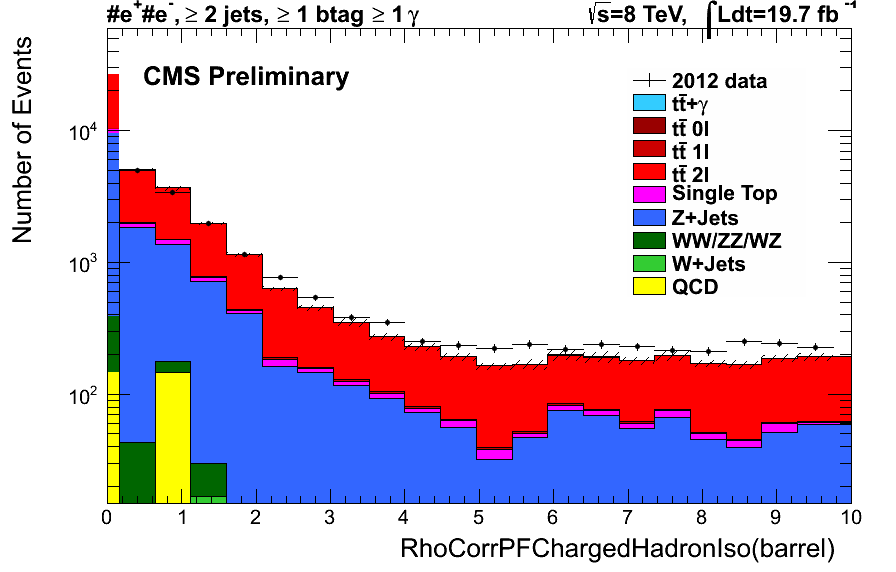 #e⁺#e⁻, ≥ 2 jets, ≥ 1 btag ≥ 1 γ
√s=8 TeV, ∫Ldt=19.7 fb⁻¹
CMS Preliminary
2012 data
tt̄+γ
tt̄ 0l
tt̄ 1l
tt̄ 2l
Single Top
Z+Jets
WW/ZZ/WZ
W+Jets
QCD
Number of Events
10⁴
10³
10²
0 1 2 3 4 5 6 7 8 9 10
RhoCorrPFChargedHadronIso(barrel)